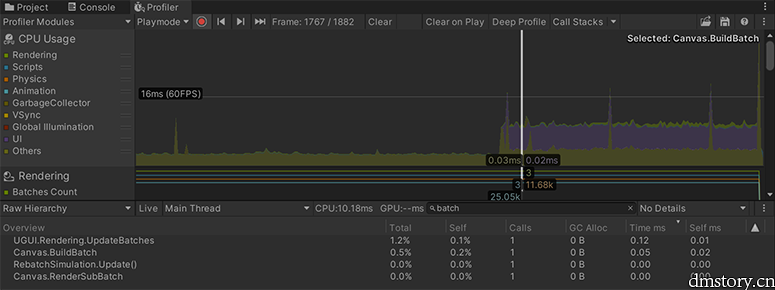 Project Console Profiler
Profiler Modules Playmode Frame: 1767 / 1882 Clear Clear on Play Deep Profile Call Stacks
CPU Usage
Selected: Canvas.BuildBatch
Rendering
Scripts
Physics
Animation
GarbageCollector
VSync
Global Illumination
UI
Others
16ms (60FPS)
0.03ms 0.02ms
Rendering
Batches Count
3
3 11.68k
25.05k
Raw Hierarchy Live Main Thread CPU:10.18ms GPU:--ms batch No Details
Overview Total Self Calls GC Alloc Time ms Self ms
UGUI.Rendering.UpdateBatches 1.2% 0.1% 1 0 B 0.12 0.01
Canvas.BuildBatch 0.5% 0.2% 1 0 B 0.05 0.02
RebatchSimulation.Update() 0.0% 0.0% 1 0 B 0.00 0.00
Canvas.RenderSubBatch 0.0% 0.0% 1 0 B 0.00 0.00
dmstory.cn